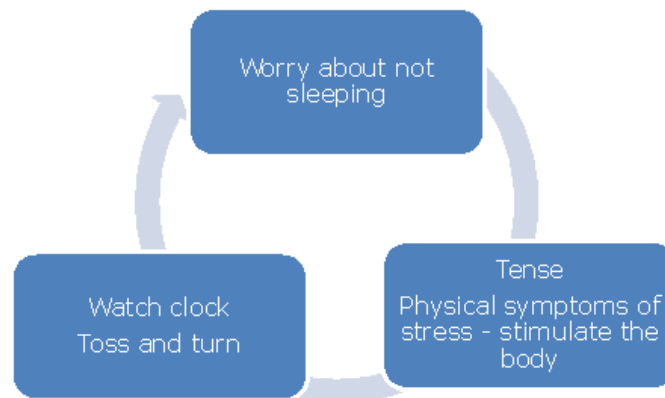 Worry about not
sleeping
Tense
Physical symptoms of
stress - stimulate the
body
Watch clock
Toss and turn